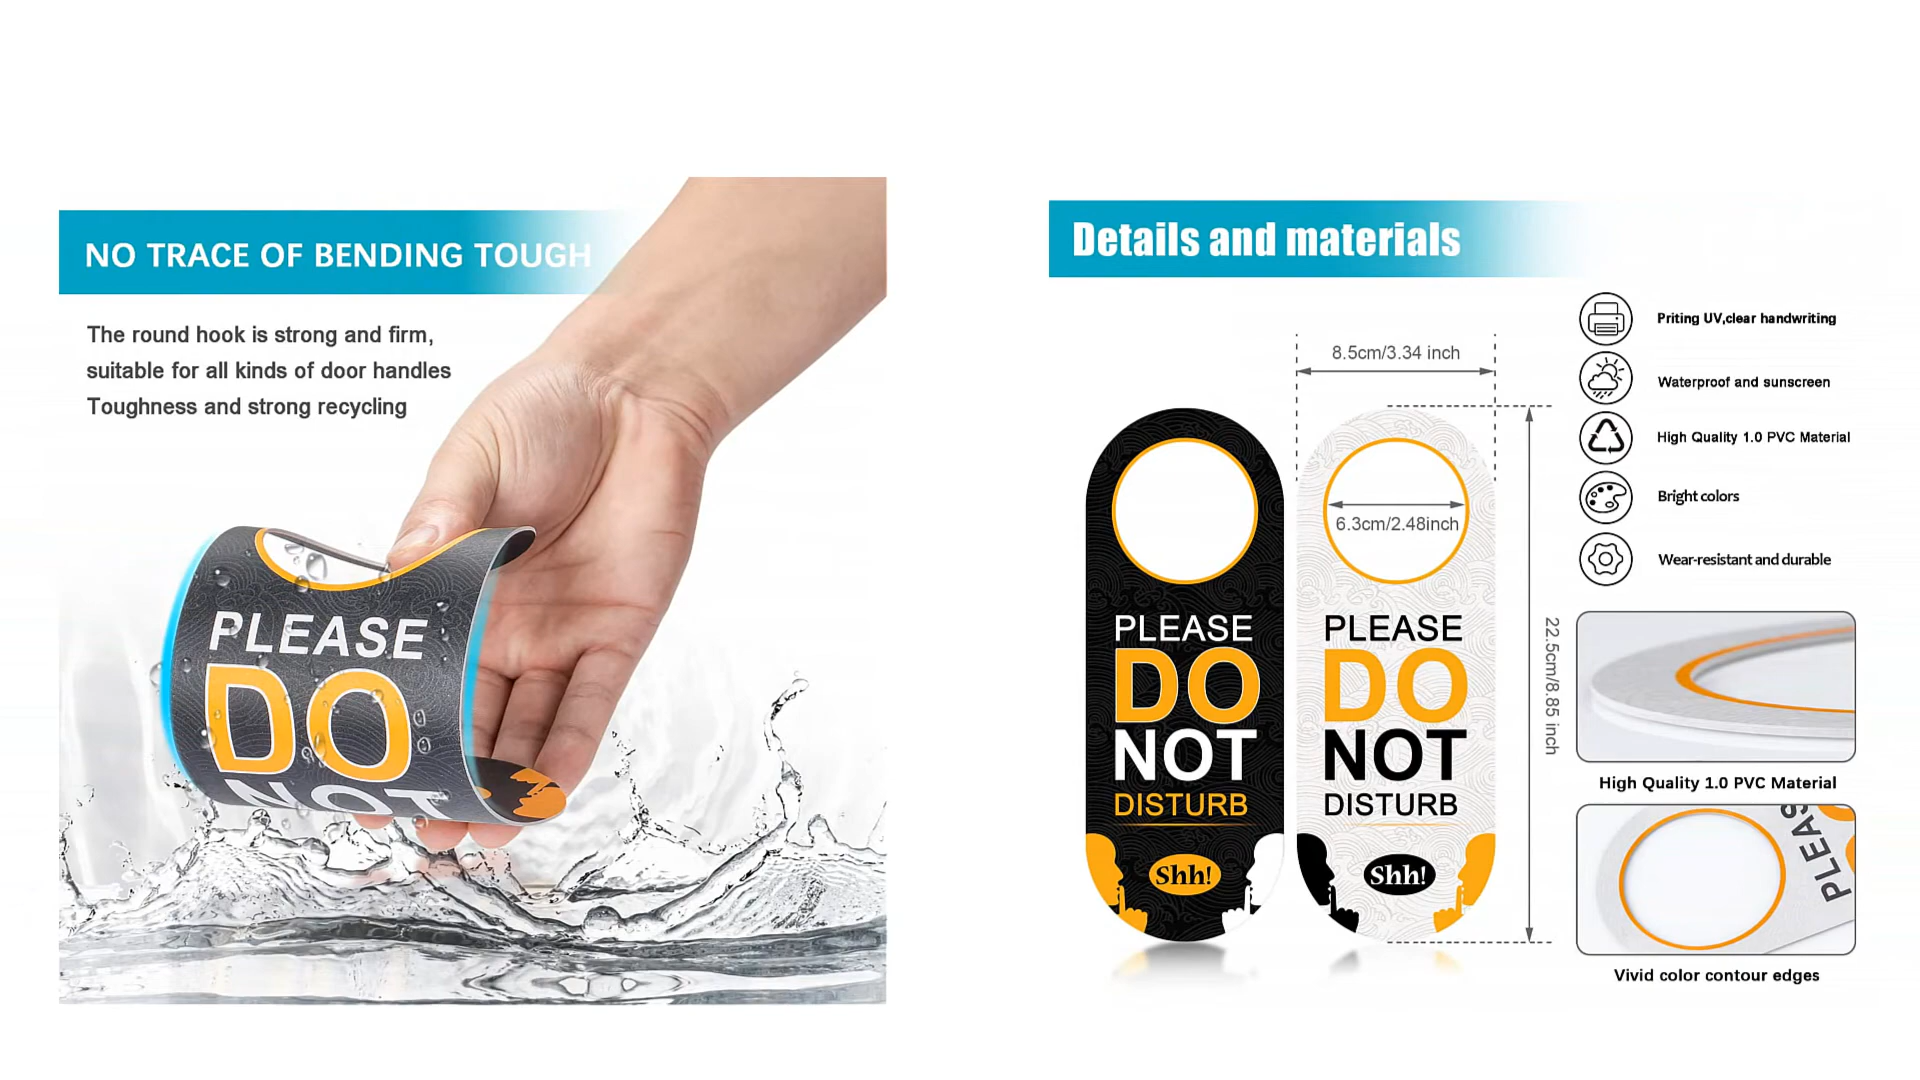 NO TRACE OF BENDING TOUGH
The round hook is strong and firm,
suitable for all kinds of door handles
Toughness and strong recycling
PLEASE
DO
NOT
Details and materials
8.5cm/3.34 inch
6.3cm/2.48inch
22.5cm/8.85 inch
PLEASE
DO
NOT
DISTURB
Shh!
PLEASE
DO
NOT
DISTURB
Shh!
Priting UV,clear handwriting
Waterproof and sunscreen
High Quality 1.0 PVC Material
Bright colors
Wear-resistant and durable
High Quality 1.0 PVC Material
PLEAS
Vivid color contour edges